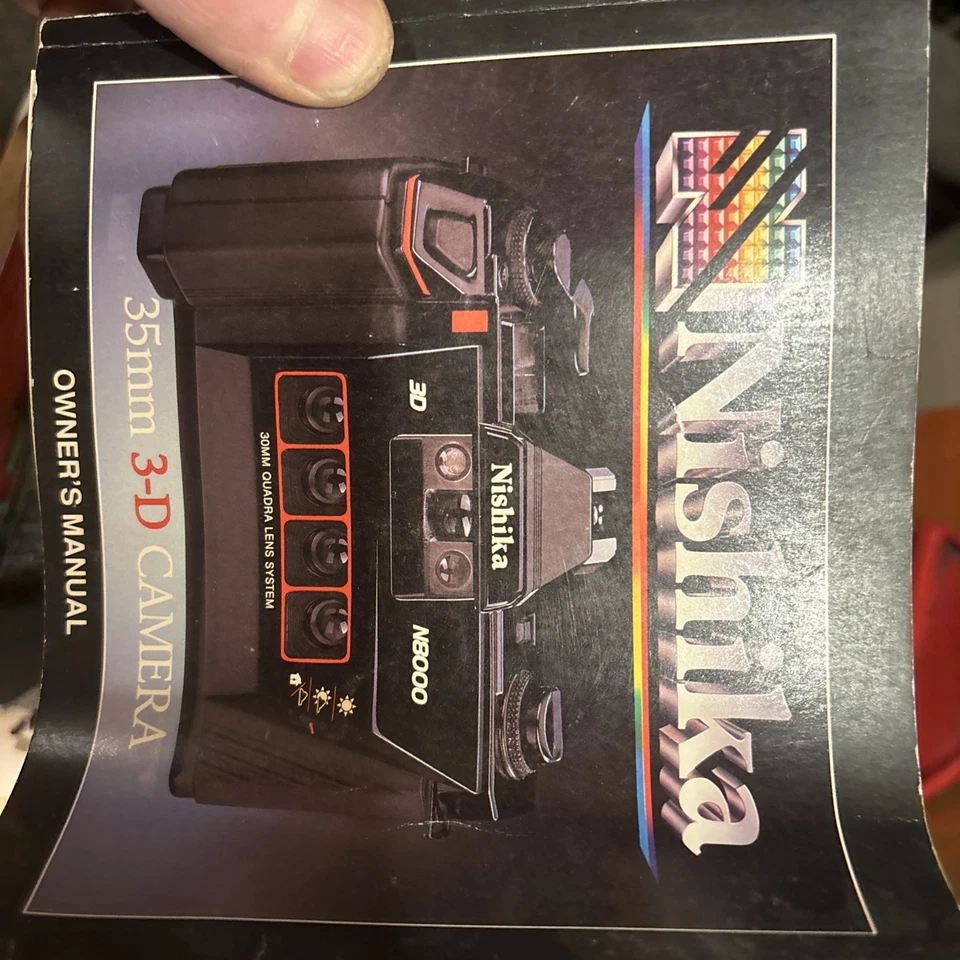 Nishika
Nishika
3D
N8000
30MM QUADRA LENS SYSTEM
35mm 3-D CAMERA
OWNER'S MANUAL